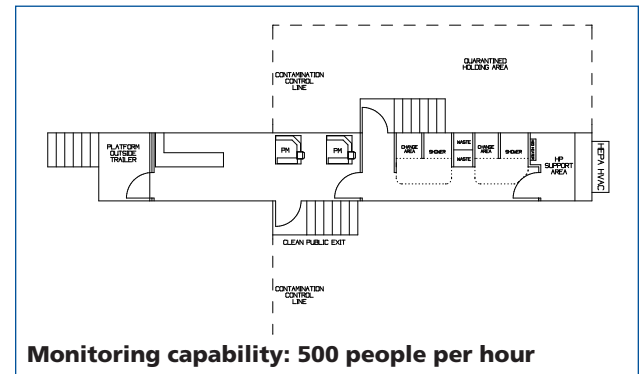 QUARANTINED
HOLDING AREA
CONTAMINATION
CONTROL
LINE
PLATFORM
OUTSIDE
TRAILER
PM
PM
CHANGE
AREA
SHOWER
WASTE
WASTE
CHANGE
AREA
SHOWER
HP
SUPPORT
AREA
HEPA HVAC
CLEAN PUBLIC EXIT
CONTAMINATION
CONTROL
LINE
Monitoring capability: 500 people per hour